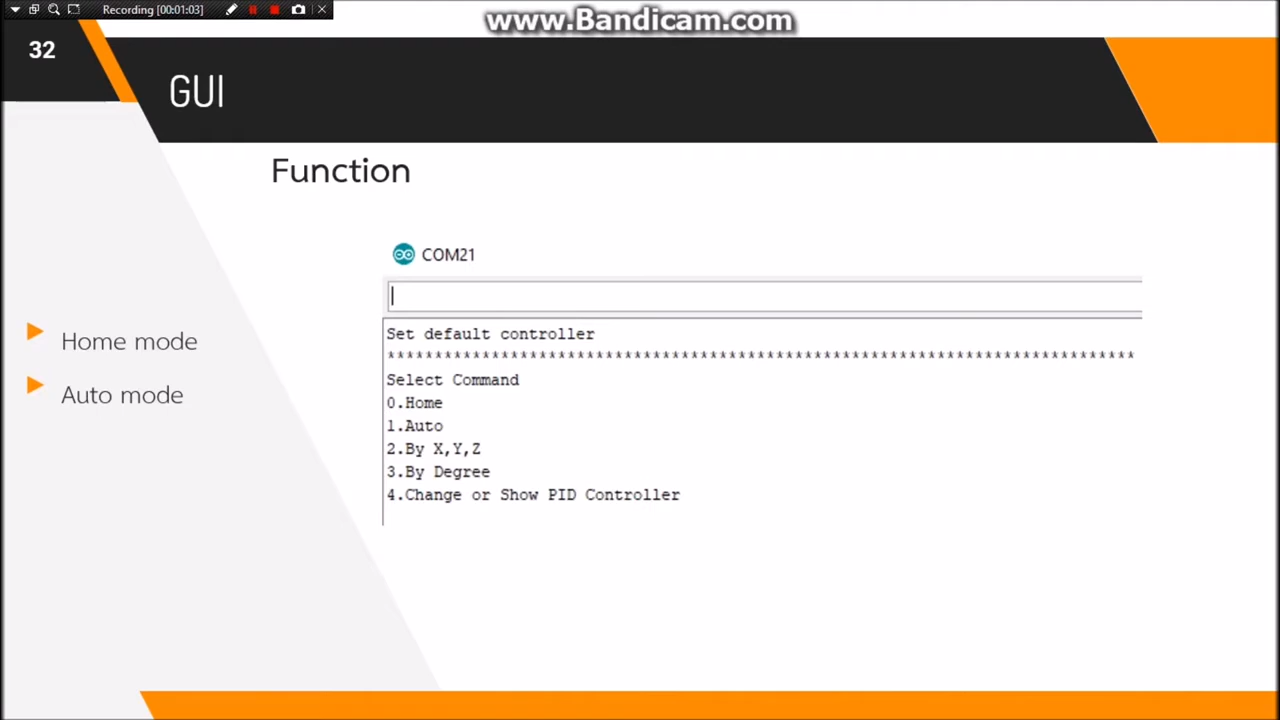 Recording [00:01:03]
www.Bandicam.com
32
GUI
Function
COM21
Set default controller
********************************************************************************
Select Command
0.Home
1.Auto
2.By X,Y,Z
3.By Degree
4.Change or Show PID Controller
Home mode
Auto mode